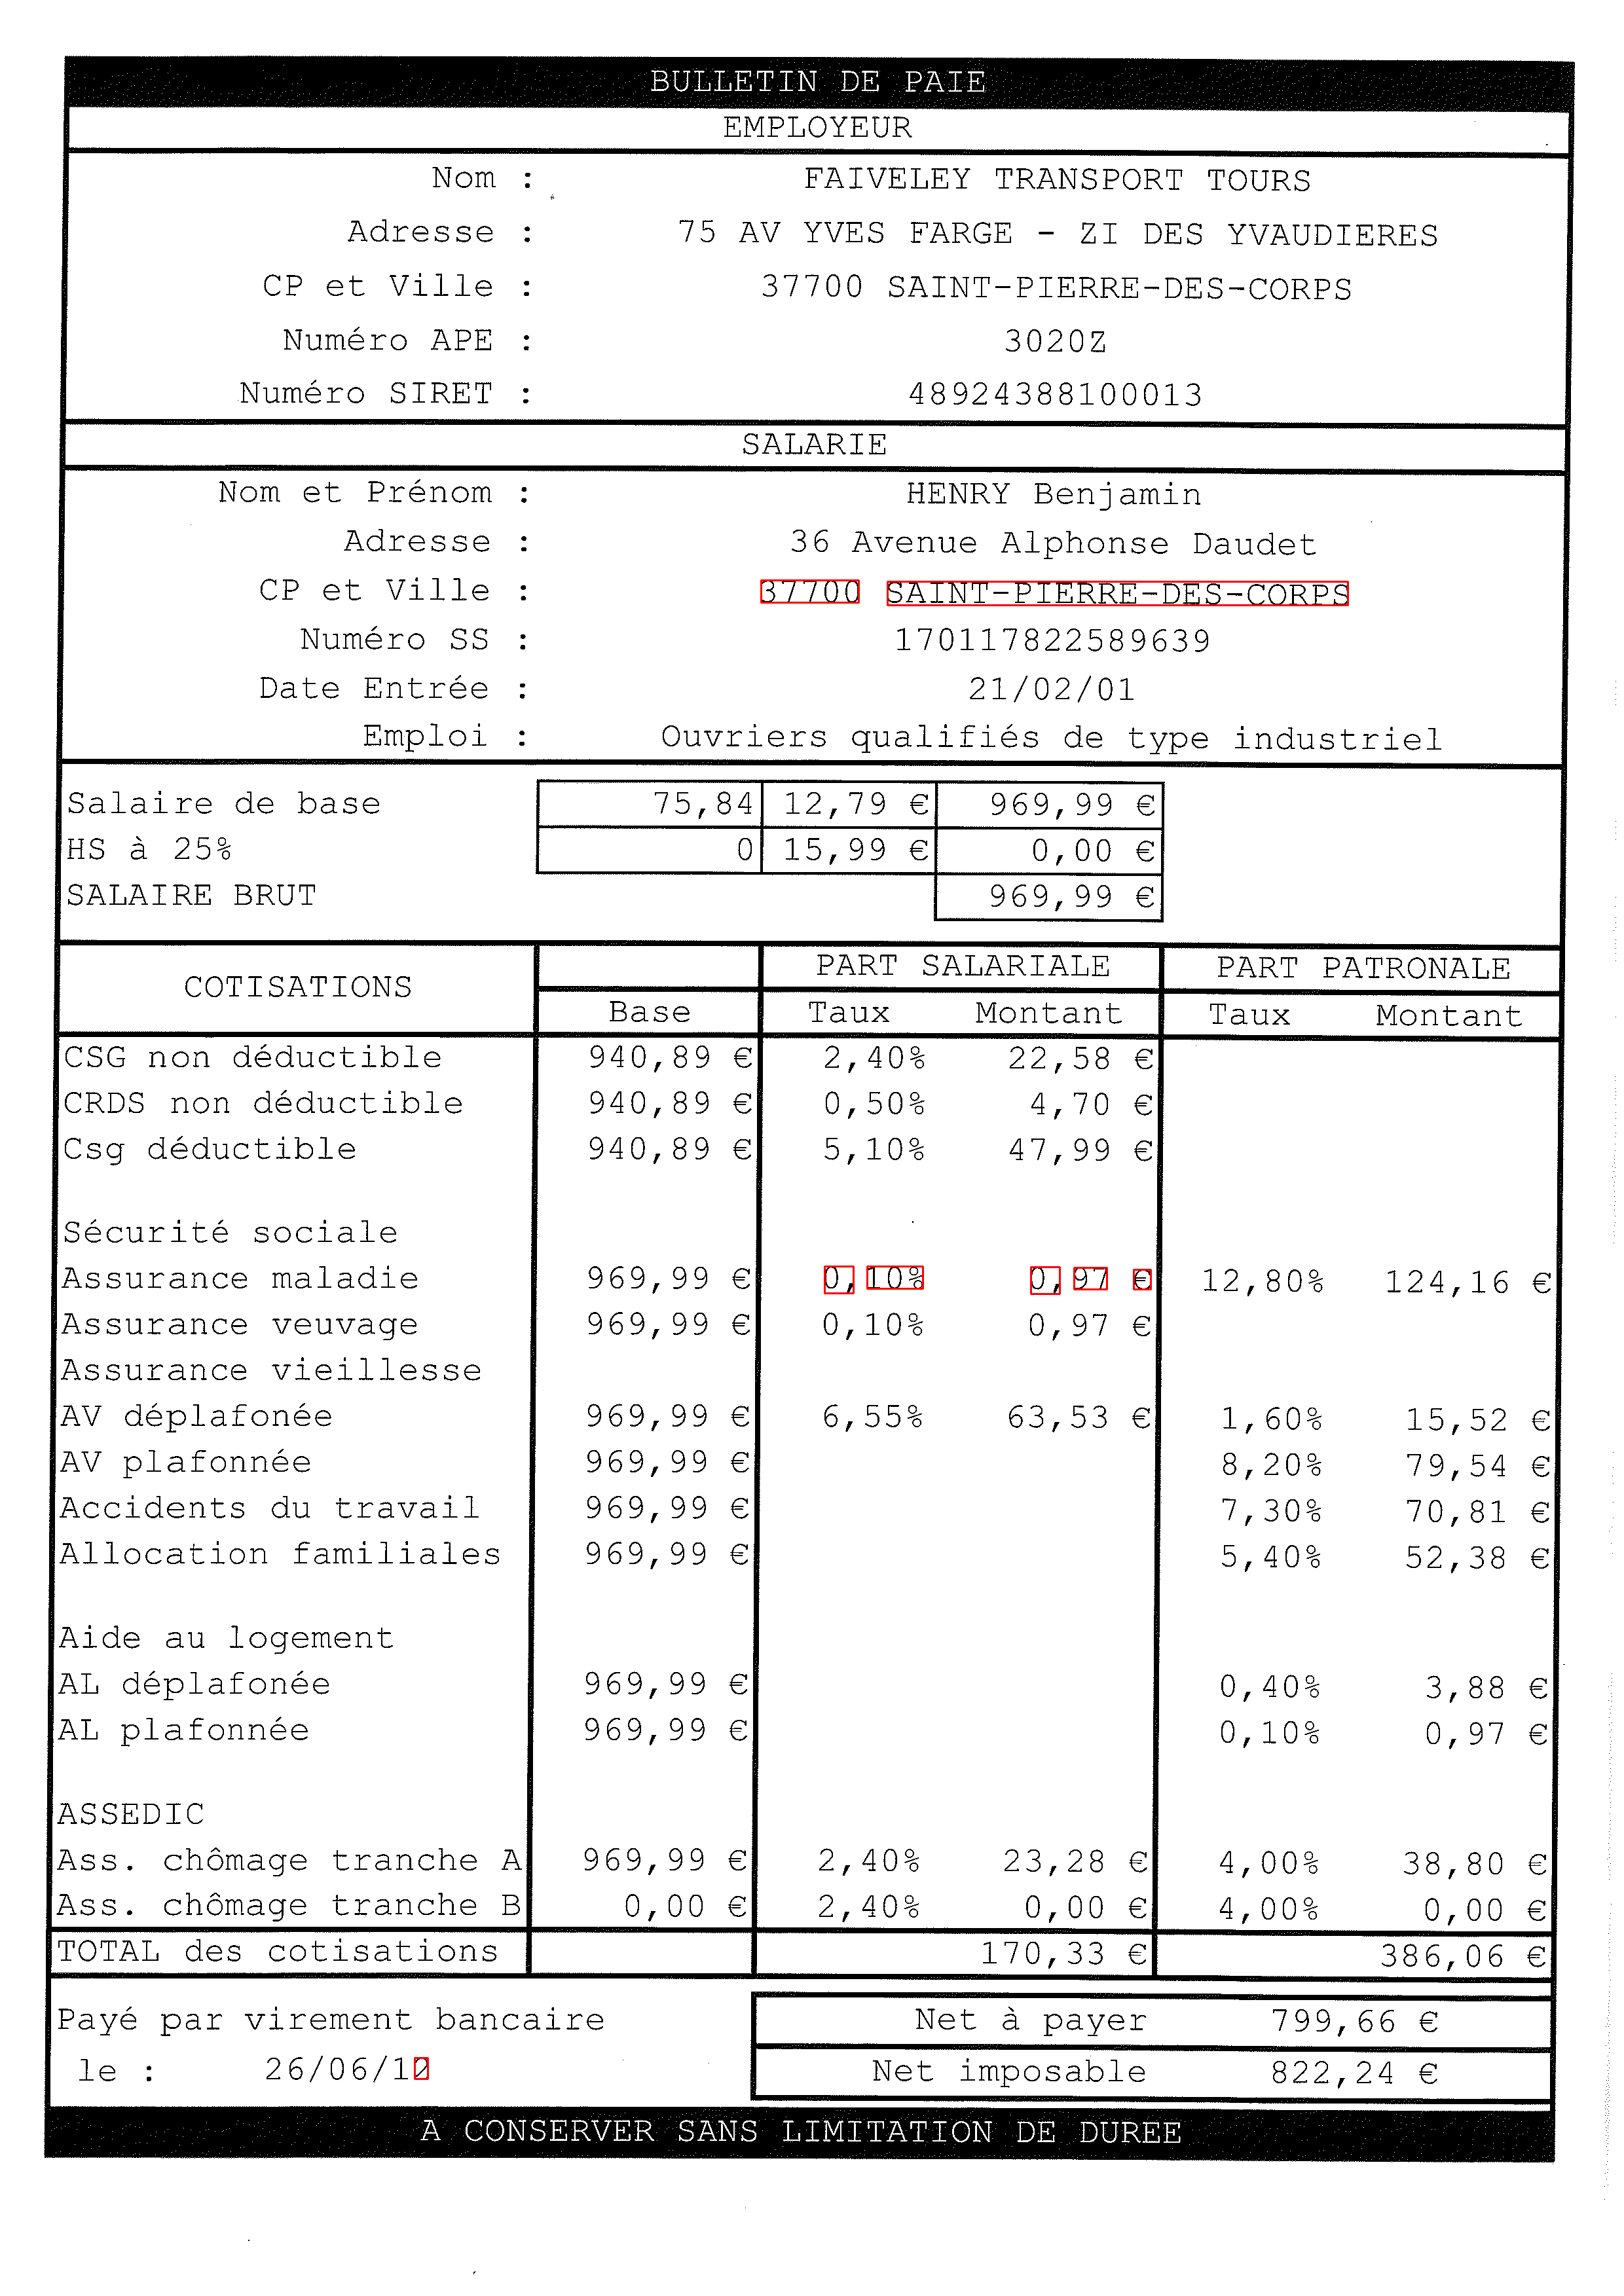 BULLETIN DE PAIE
EMPLOYEUR
Nom : FAIVELEY TRANSPORT TOURS
Adresse : 75 AV YVES FARGE - ZI DES YVAUDIERES
CP et Ville : 37700 SAINT-PIERRE-DES-CORPS
Numéro APE : 3020Z
Numéro SIRET : 48924388100013
SALARIE
Nom et Prénom : HENRY Benjamin
Adresse : 36 Avenue Alphonse Daudet
CP et Ville : 37700 SAINT-PIERRE-DES-CORPS
Numéro SS : 170117822589639
Date Entrée : 21/02/01
Emploi : Ouvriers qualifiés de type industriel
Salaire de base 75,84 12,79 € 969,99 €
HS à 25% 0 15,99 € 0,00 €
SALAIRE BRUT 969,99 €
COTISATIONS PART SALARIALE PART PATRONALE
Base Taux Montant Taux Montant
CSG non déductible 940,89 € 2,40% 22,58 €
CRDS non déductible 940,89 € 0,50% 4,70 €
Csg déductible 940,89 € 5,10% 47,99 €
Sécurité sociale
Assurance maladie 969,99 € 0,10% 0,97 € 12,80% 124,16 €
Assurance veuvage 969,99 € 0,10% 0,97 €
Assurance vieillesse
AV déplafonée 969,99 € 6,55% 63,53 € 1,60% 15,52 €
AV plafonnée 969,99 € 8,20% 79,54 €
Accidents du travail 969,99 € 7,30% 70,81 €
Allocation familiales 969,99 € 5,40% 52,38 €
Aide au logement
AL déplafonée 969,99 € 0,40% 3,88 €
AL plafonnée 969,99 € 0,10% 0,97 €
ASSEDIC
Ass. chômage tranche A 969,99 € 2,40% 23,28 € 4,00% 38,80 €
Ass. chômage tranche B 0,00 € 2,40% 0,00 € 4,00% 0,00 €
TOTAL des cotisations 170,33 € 386,06 €
Payé par virement bancaire Net à payer 799,66 €
le : Net imposable 822,24 €
A CONSERVER SANS LIMITATION DE DUREE